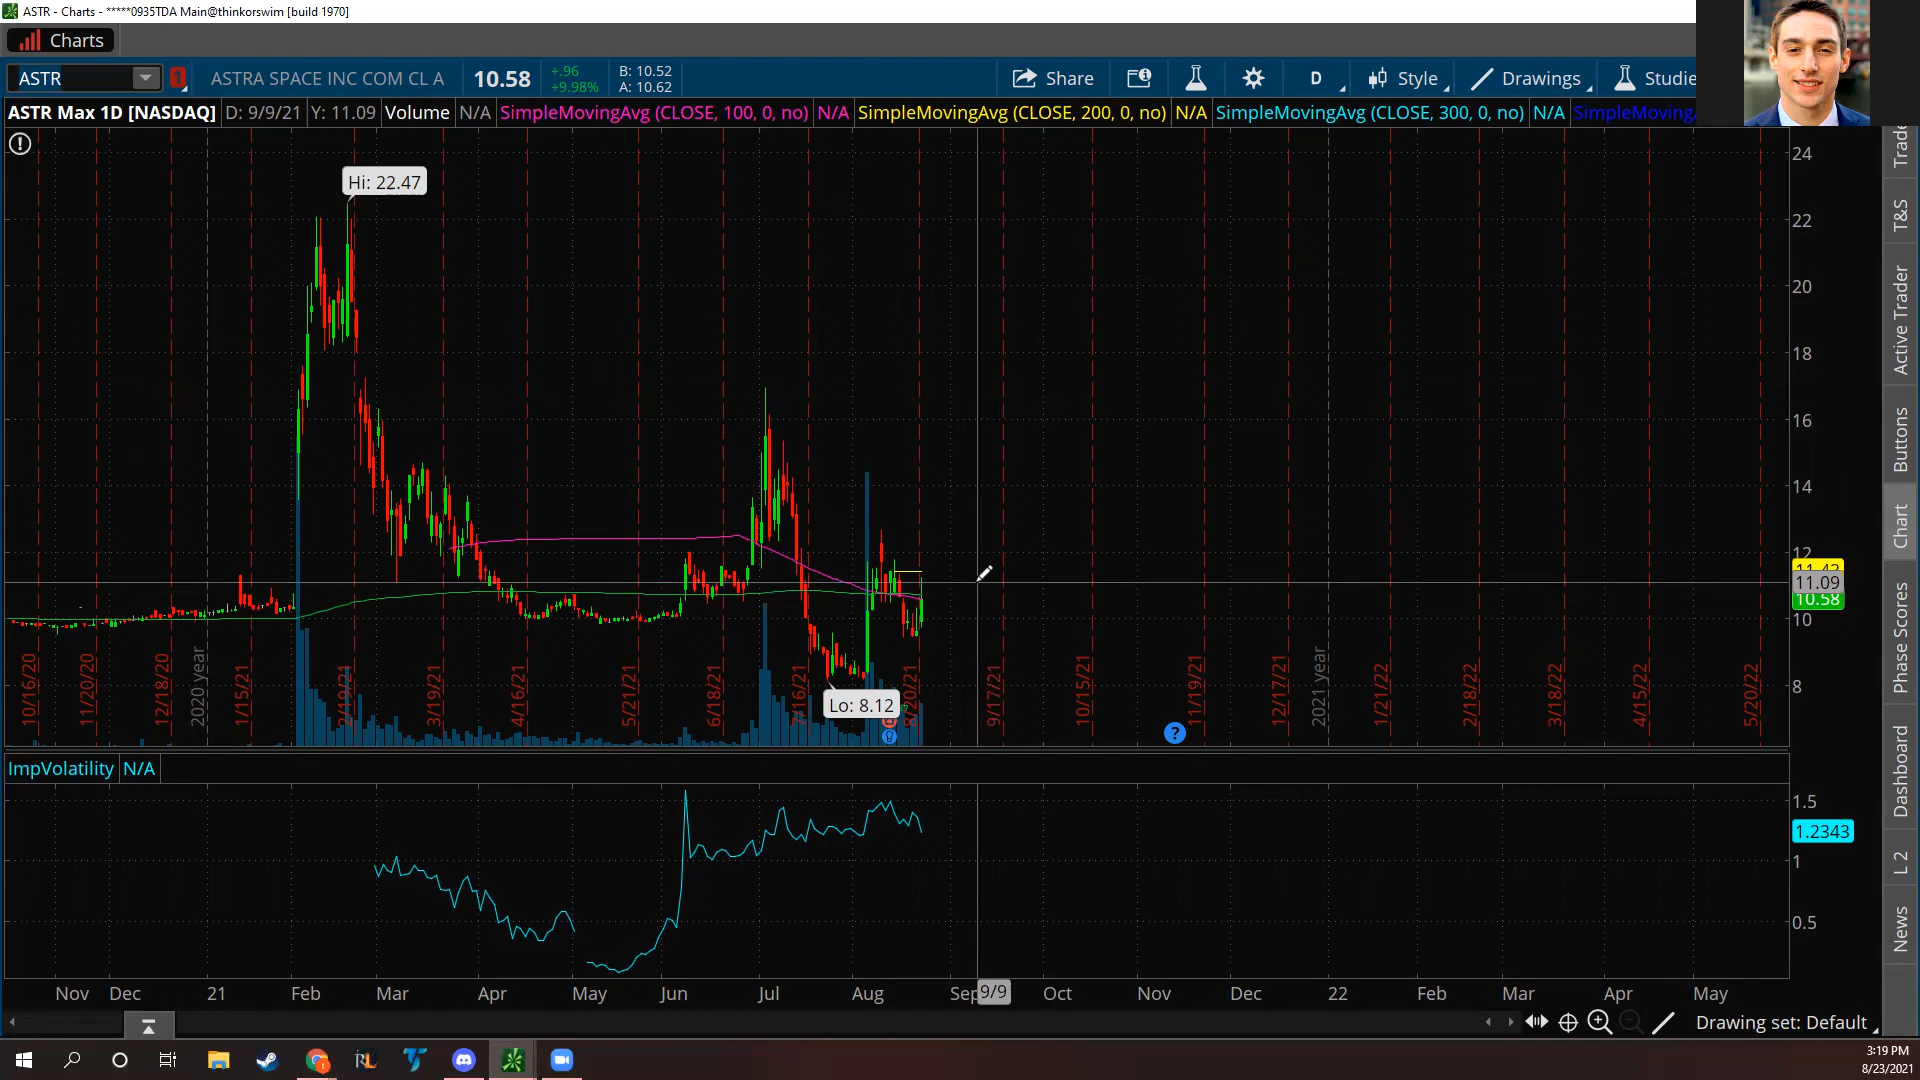 ASTR - Charts - *****0935TDA Main@thinkorswim [build 1970]
Charts
ASTR
1
ASTRA SPACE INC COM CL A
10.58
+.96
+9.98%
B: 10.52
A: 10.62
Share
D
Style
Drawings
Studie
ASTR Max 1D [NASDAQ] D: 9/9/21 Y: 11.09 Volume N/A SimpleMovingAvg (CLOSE, 100, 0, no) N/A SimpleMovingAvg (CLOSE, 200, 0, no) N/A SimpleMovingAvg (CLOSE, 300, 0, no) N/A SimpleMoving
Hi: 22.47
Lo: 8.12
24
22
20
18
16
14
12
11.43
11.09
10.58
10
8
10/16/20
11/20/20
12/18/20
2020 year
1/15/21
2/19/21
3/19/21
4/16/21
5/21/21
6/18/21
7/16/21
8/20/21
9/17/21
10/15/21
11/19/21
12/17/21
2021 year
1/21/22
2/18/22
3/18/22
4/15/22
5/20/22
?
ImpVolatility N/A
1.5
1.2343
1
0.5
Nov Dec 21 Feb Mar Apr May Jun Jul Aug Sep 9/9 Oct Nov Dec 22 Feb Mar Apr May
Drawing set: Default
Trade
T&S
Active Trader
Buttons
Chart
Phase Scores
Dashboard
L 2
News
3:19 PM
8/23/2021